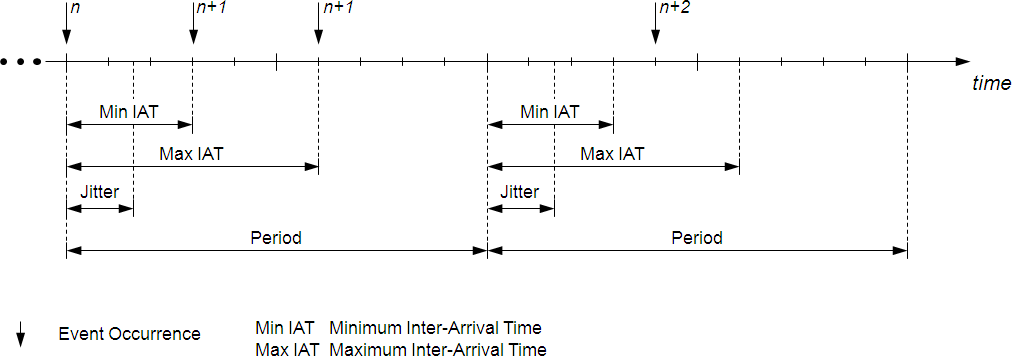 n n+1 n+1 n+2
time
Min IAT Min IAT
Max IAT Max IAT
Jitter Jitter
Period Period
Event Occurrence Min IAT Minimum Inter-Arrival Time
Max IAT Maximum Inter-Arrival Time